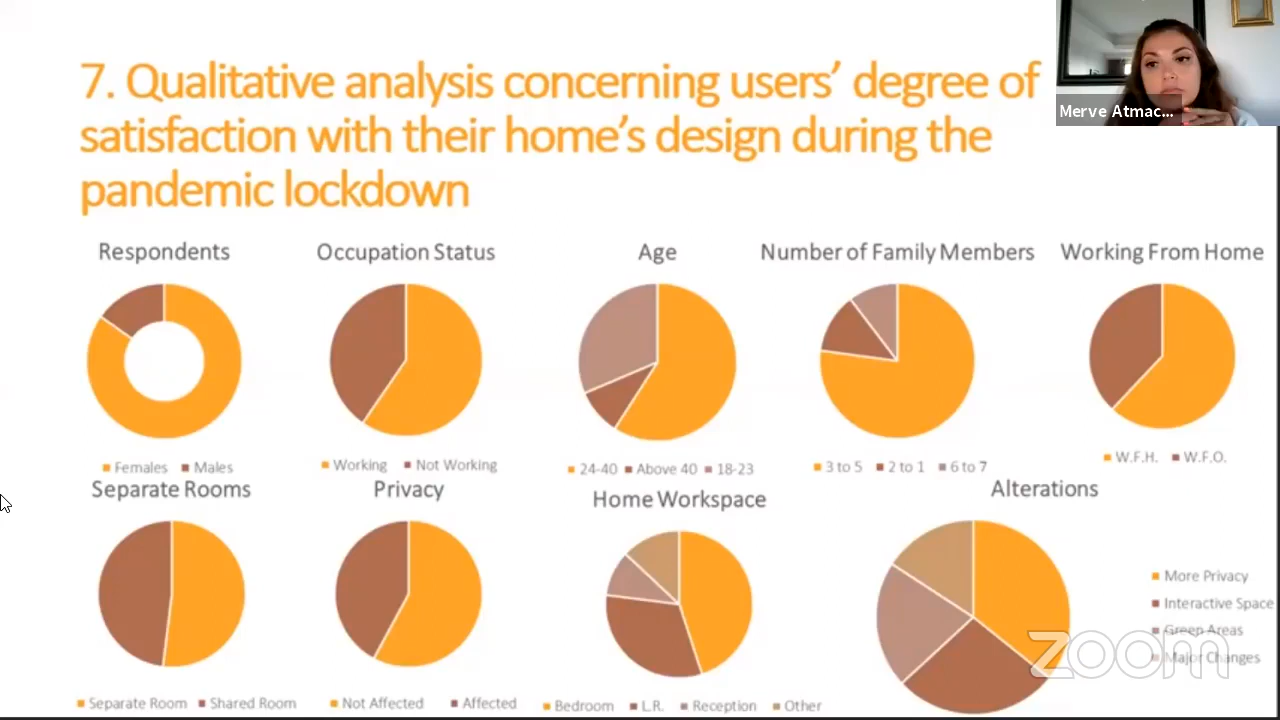 7. Qualitative analysis concerning users' degree of
satisfaction with their home's design during the
pandemic lockdown
Merve Atmac...
Respondents
Females Males
Occupation Status
Working Not Working
Age
24-40 Above 40 18-23
Number of Family Members
3 to 5 2 to 1 6 to 7
Working From Home
W.F.H. W.F.O.
Separate Rooms
Separate Room Shared Room
Privacy
Not Affected Affected
Home Workspace
Bedroom L.R. Reception Other
Alterations
More Privacy
Interactive Space
Green Areas
Major Changes
zoom